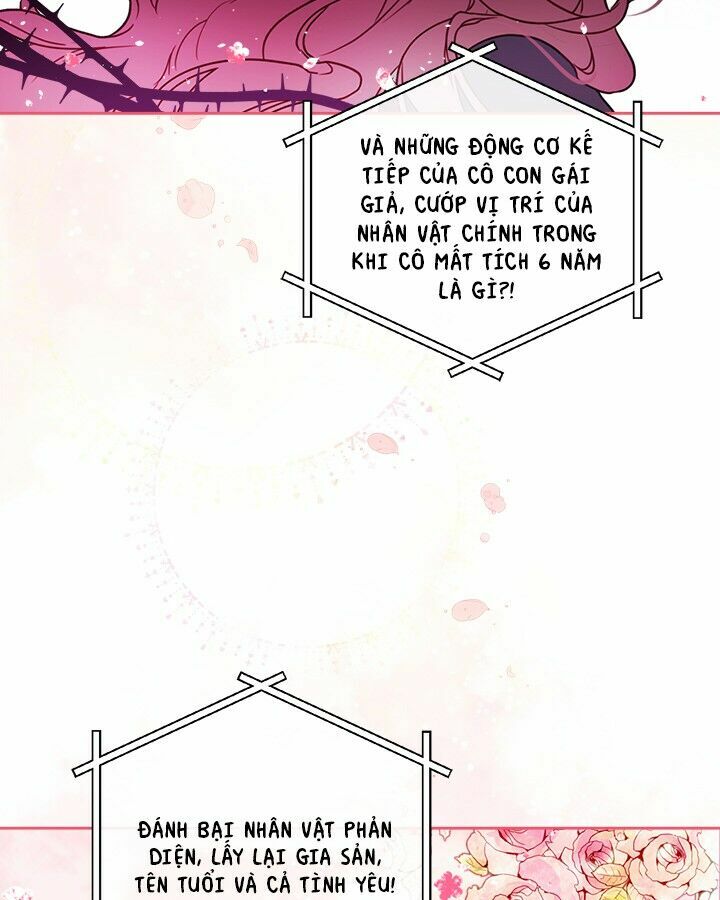 VÀ NHỮNG ĐỘNG CƠ KẾ
TIẾP CỦA CÔ CON GÁI
GIẢ, CƯỚP VỊ TRÍ CỦA
NHÂN VẬT CHÍNH TRONG
KHI CÔ MẤT TÍCH 6 NĂM
LÀ GÌ?!
ĐÁNH BẠI NHÂN VẬT PHẢN
DIỆN, LẤY LẠI GIA SẢN,
TÊN TUỔI VÀ CẢ TÌNH YÊU!